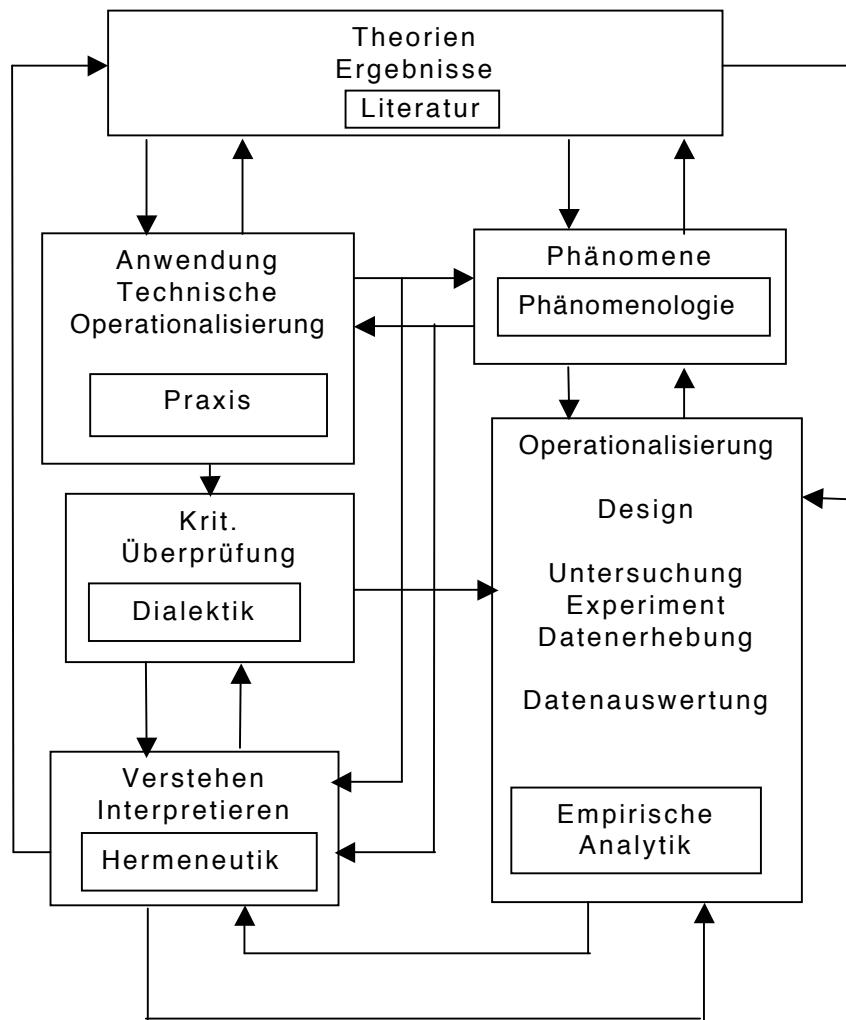 Theorien
Ergebnisse
Literatur
Anwendung
Technische
Operationalisierung
Praxis
Phänomene
Phänomenologie
Krit.
Überprüfung
Dialektik
Operationalisierung
Design
Untersuchung
Experiment
Datenerhebung
Datenauswertung
Empirische
Analytik
Verstehen
Interpretieren
Hermeneutik